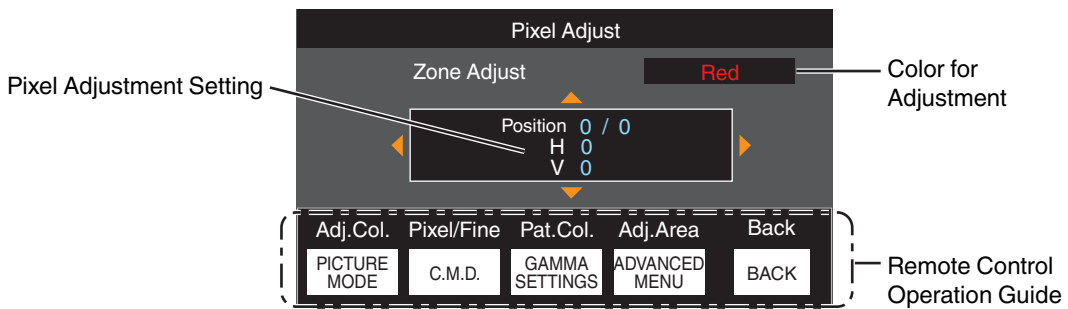 Pixel Adjust
Zone Adjust
Red
Color for
Adjustment
Pixel Adjustment Setting
Position 0 / 0
H 0
V 0
Adj.Col. Pixel/Fine Pat.Col. Adj.Area Back
PICTURE
MODE
C.M.D.
GAMMA
SETTINGS
ADVANCED
MENU
BACK
Remote Control
Operation Guide